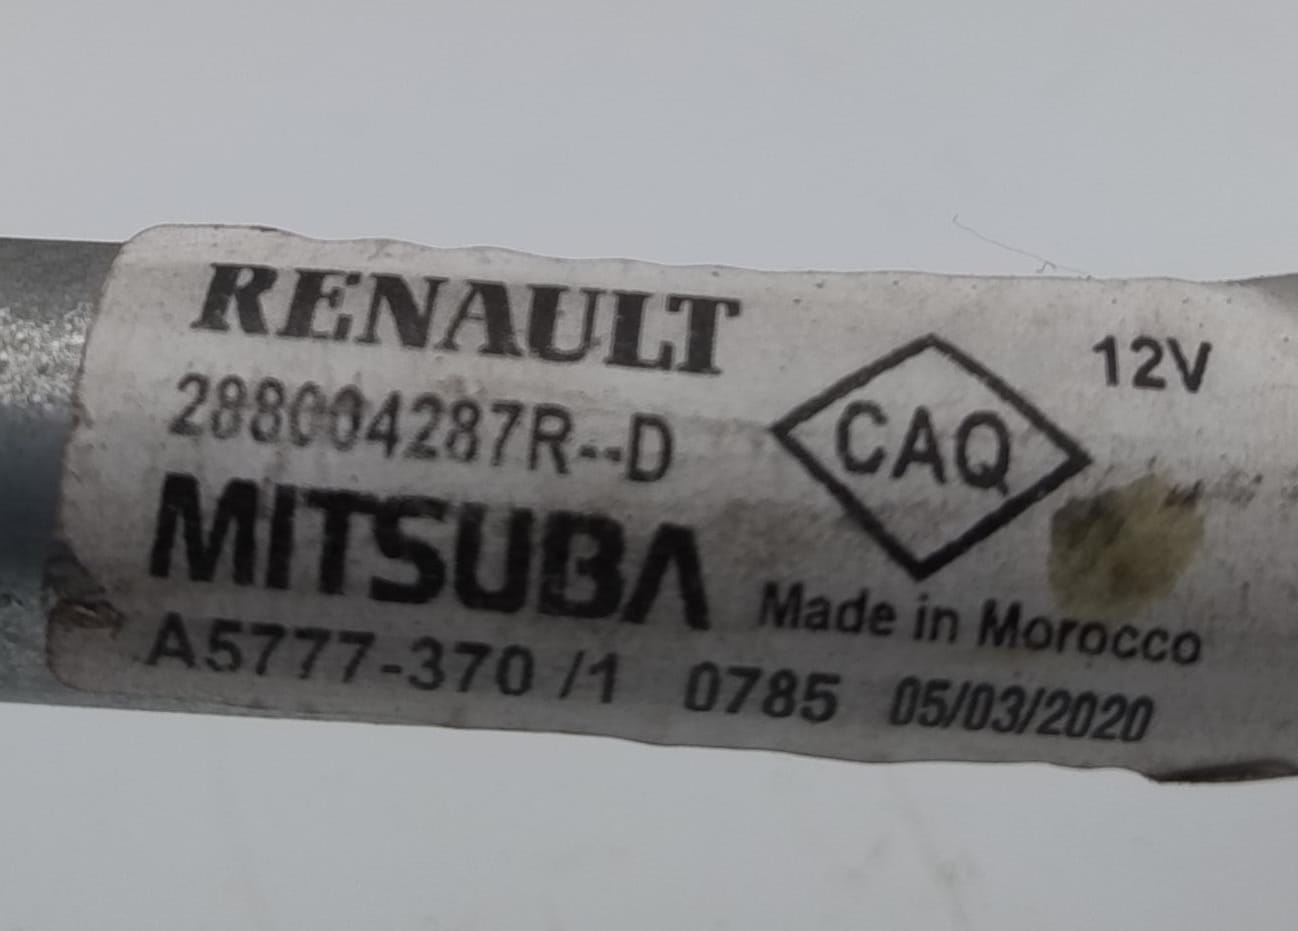 RENAULT
288004287R--D
MITSUBA
A5777-370 /1 0785 05/03/2020
CAQ
12V
Made in Morocco